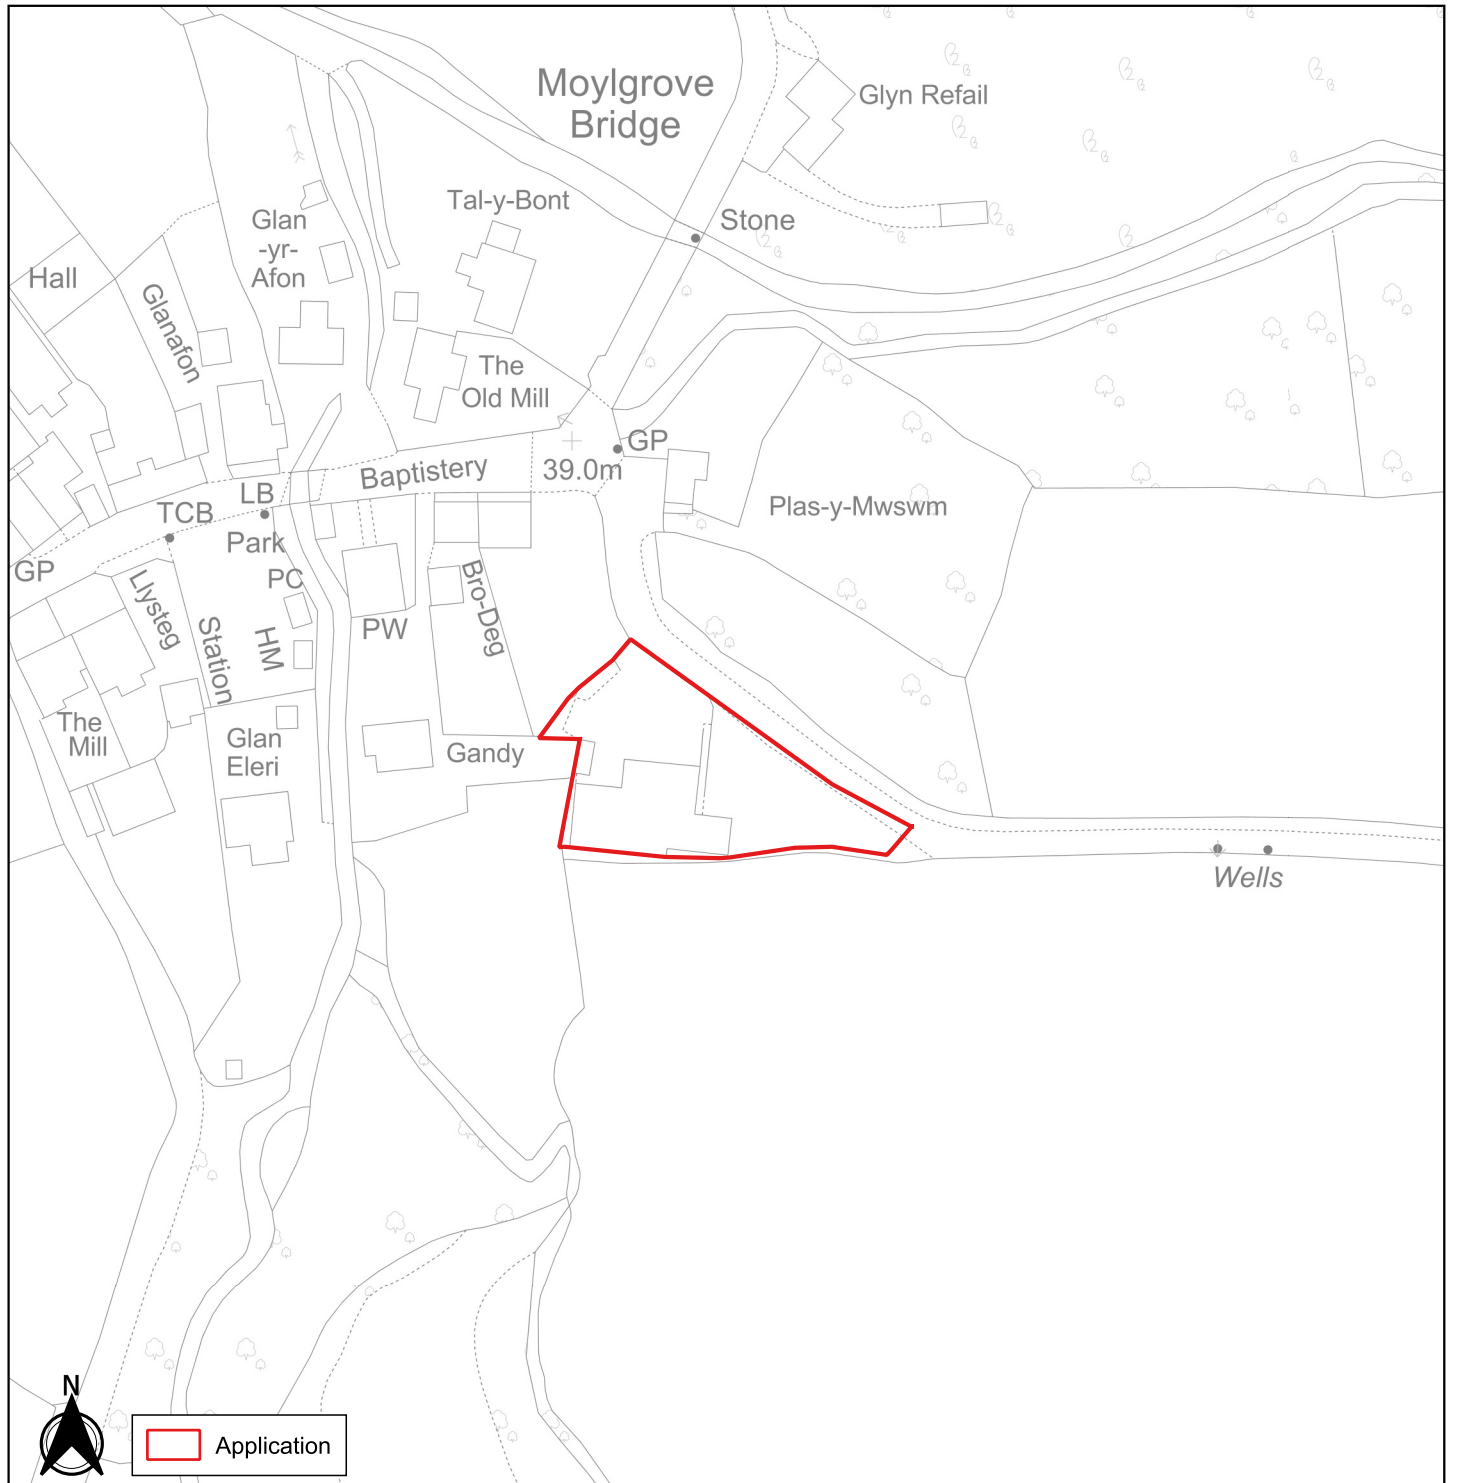 Moylgrove
Bridge
Glyn Refail
Tal-y-Bont
Stone
Glan
-yr-
Afon
Hall
Glanafon
The
Old Mill
GP
39.0m
Baptistery
LB
TCB
Park
Plas-y-Mwswm
GP
PC
Llysteg
Station
HM
PW
Bro-Deg
The
Mill
Glan
Eleri
Gandy
Wells
N
Application